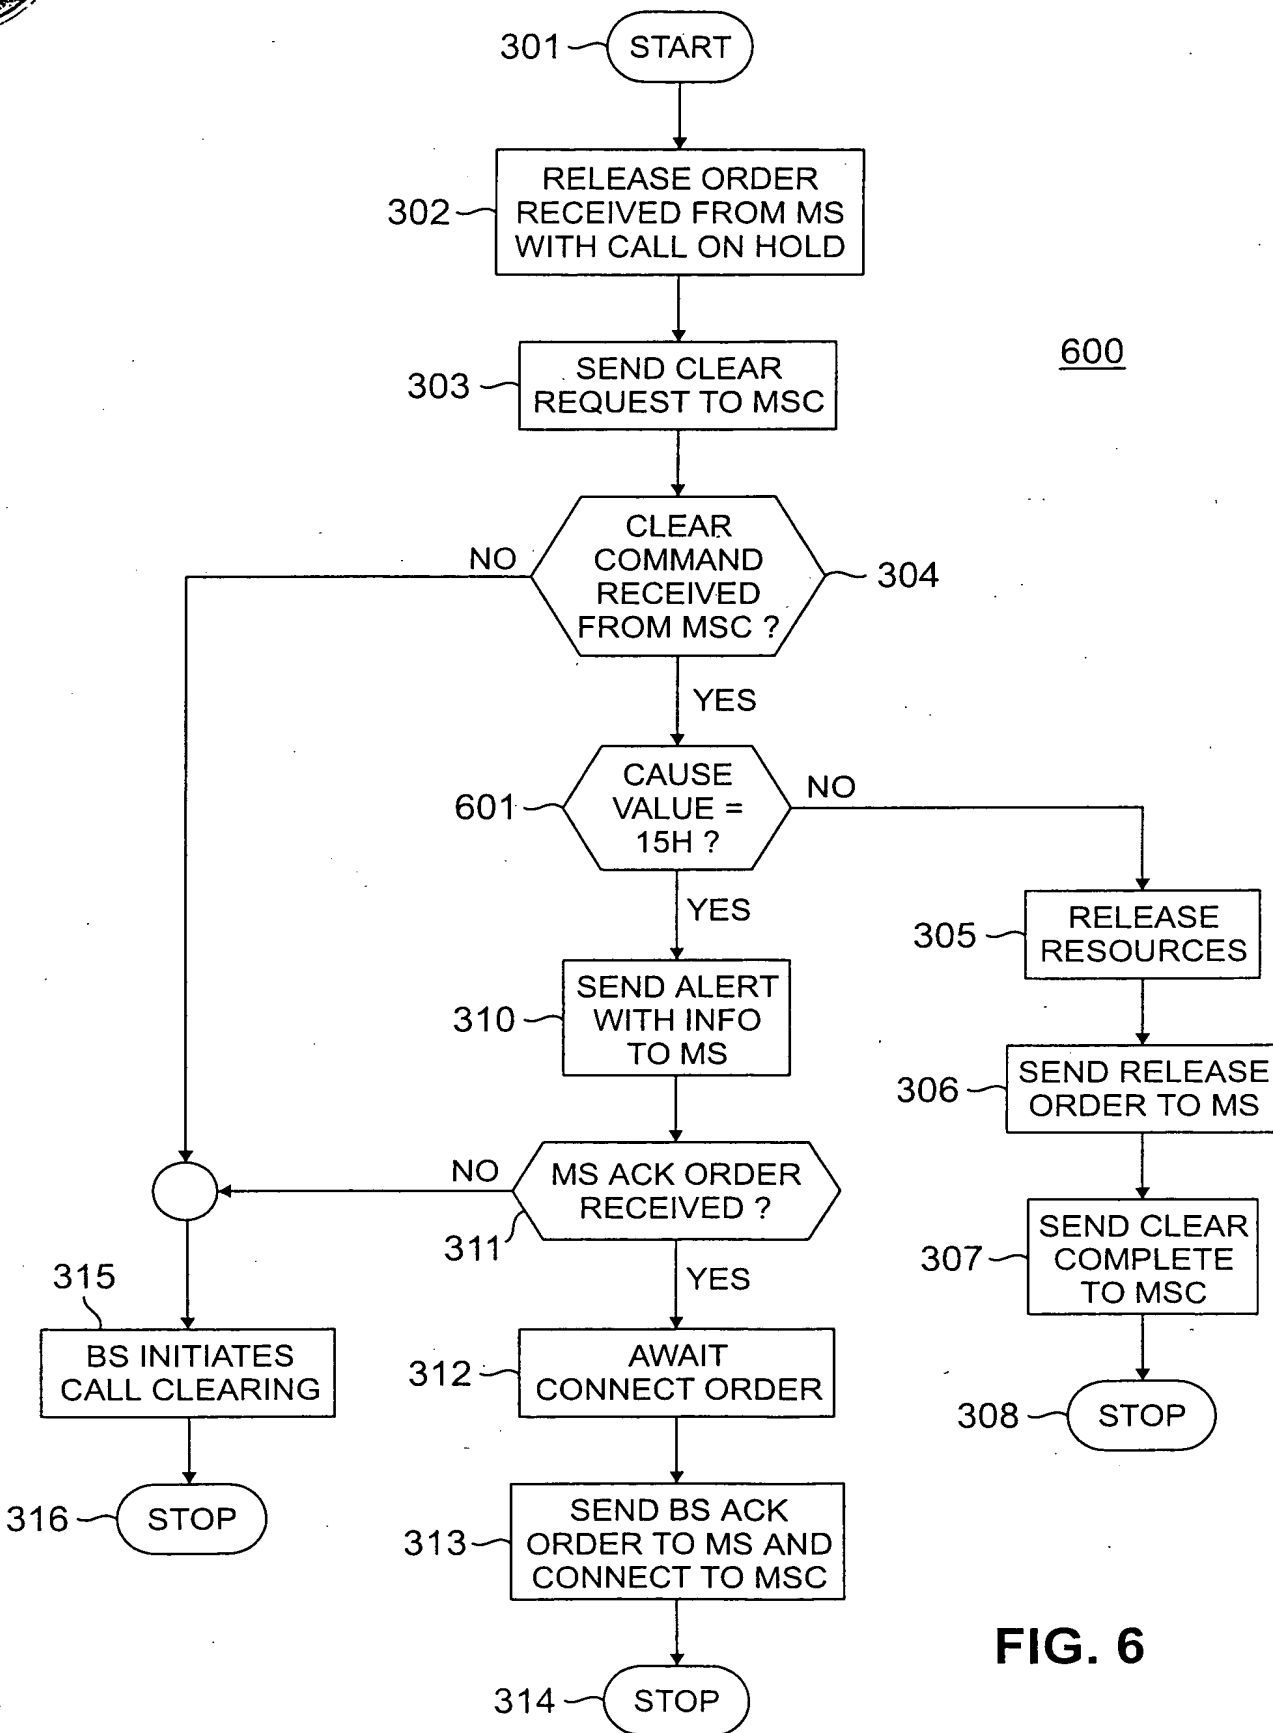 301
START
302
RELEASE ORDER
RECEIVED FROM MS
WITH CALL ON HOLD
303
SEND CLEAR
REQUEST TO MSC
600
CLEAR
COMMAND
RECEIVED
FROM MSC ?
304
NO
YES
601
CAUSE
VALUE =
15H ?
NO
YES
305
RELEASE
RESOURCES
310
SEND ALERT
WITH INFO
TO MS
306
SEND RELEASE
ORDER TO MS
NO
MS ACK ORDER
RECEIVED ?
311
YES
307
SEND CLEAR
COMPLETE
TO MSC
315
BS INITIATES
CALL CLEARING
312
AWAIT
CONNECT ORDER
308
STOP
316
STOP
313
SEND BS ACK
ORDER TO MS AND
CONNECT TO MSC
314
STOP
FIG. 6